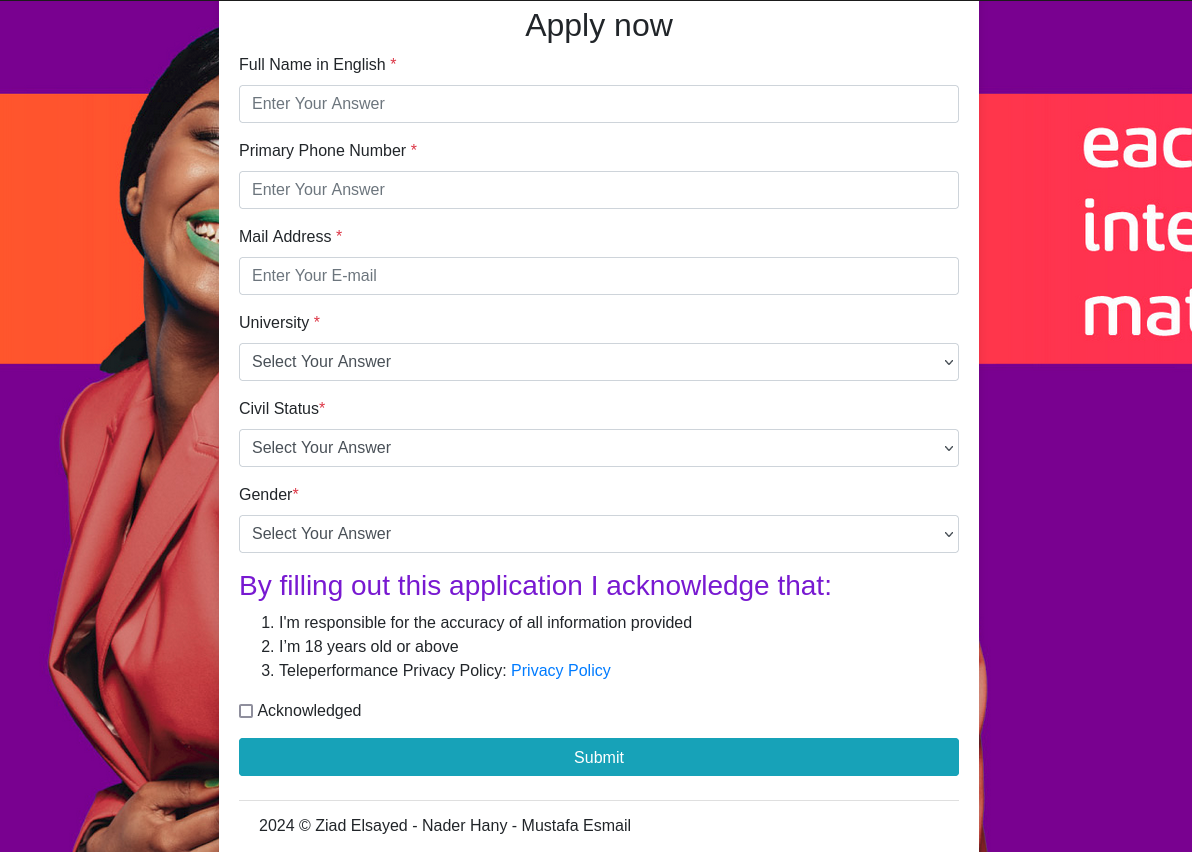 Apply now
Full Name in English *
Enter Your Answer
Primary Phone Number *
Enter Your Answer
Mail Address *
Enter Your E-mail
University *
Select Your Answer
Civil Status*
Select Your Answer
Gender*
Select Your Answer
By filling out this application I acknowledge that:
1. I'm responsible for the accuracy of all information provided
2. I’m 18 years old or above
3. Teleperformance Privacy Policy: Privacy Policy
Acknowledged
Submit
2024 © Ziad Elsayed - Nader Hany - Mustafa Esmail